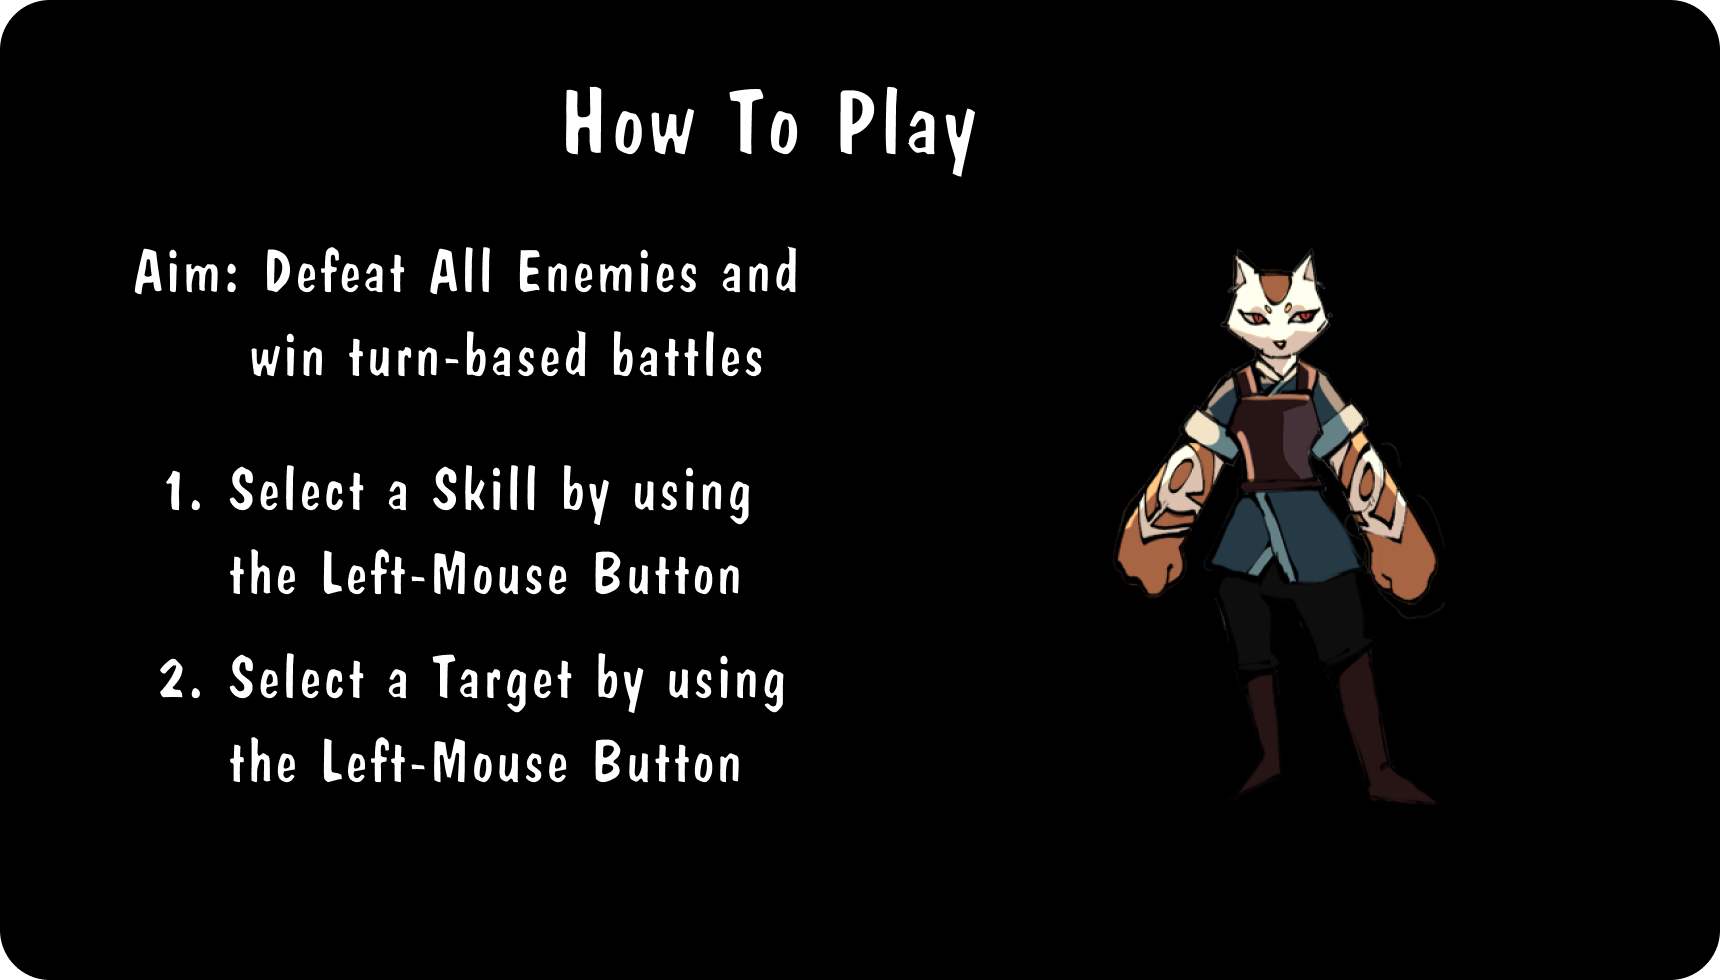 How To Play
Aim: Defeat All Enemies and
win turn-based battles
1. Select a Skill by using
the Left-Mouse Button
2. Select a Target by using
the Left-Mouse Button